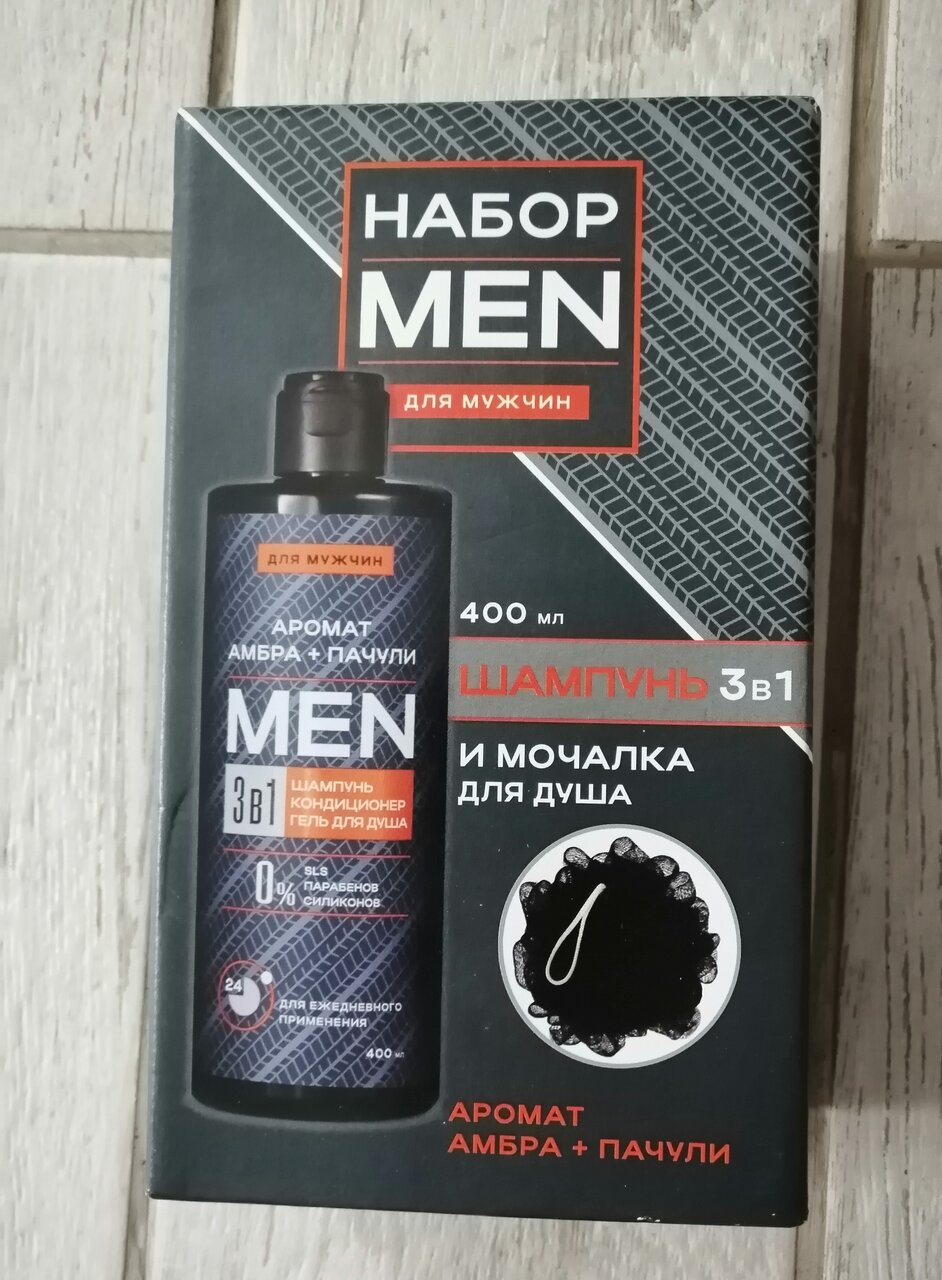 НАБОР
MEN
ДЛЯ МУЖЧИН
ДЛЯ МУЖЧИН
АРОМАТ
АМБРА + ПАЧУЛИ
MEN
3в1
ШАМПУНЬ
КОНДИЦИОНЕР
ГЕЛЬ ДЛЯ ДУША
0%
SLS
ПАРАБЕНОВ
СИЛИКОНОВ
24
ДЛЯ ЕЖЕДНЕВНОГО
ПРИМЕНЕНИЯ
400 мл
400 мл
ШАМПУНЬ 3в1
И МОЧАЛКА
ДЛЯ ДУША
АРОМАТ
АМБРА + ПАЧУЛИ